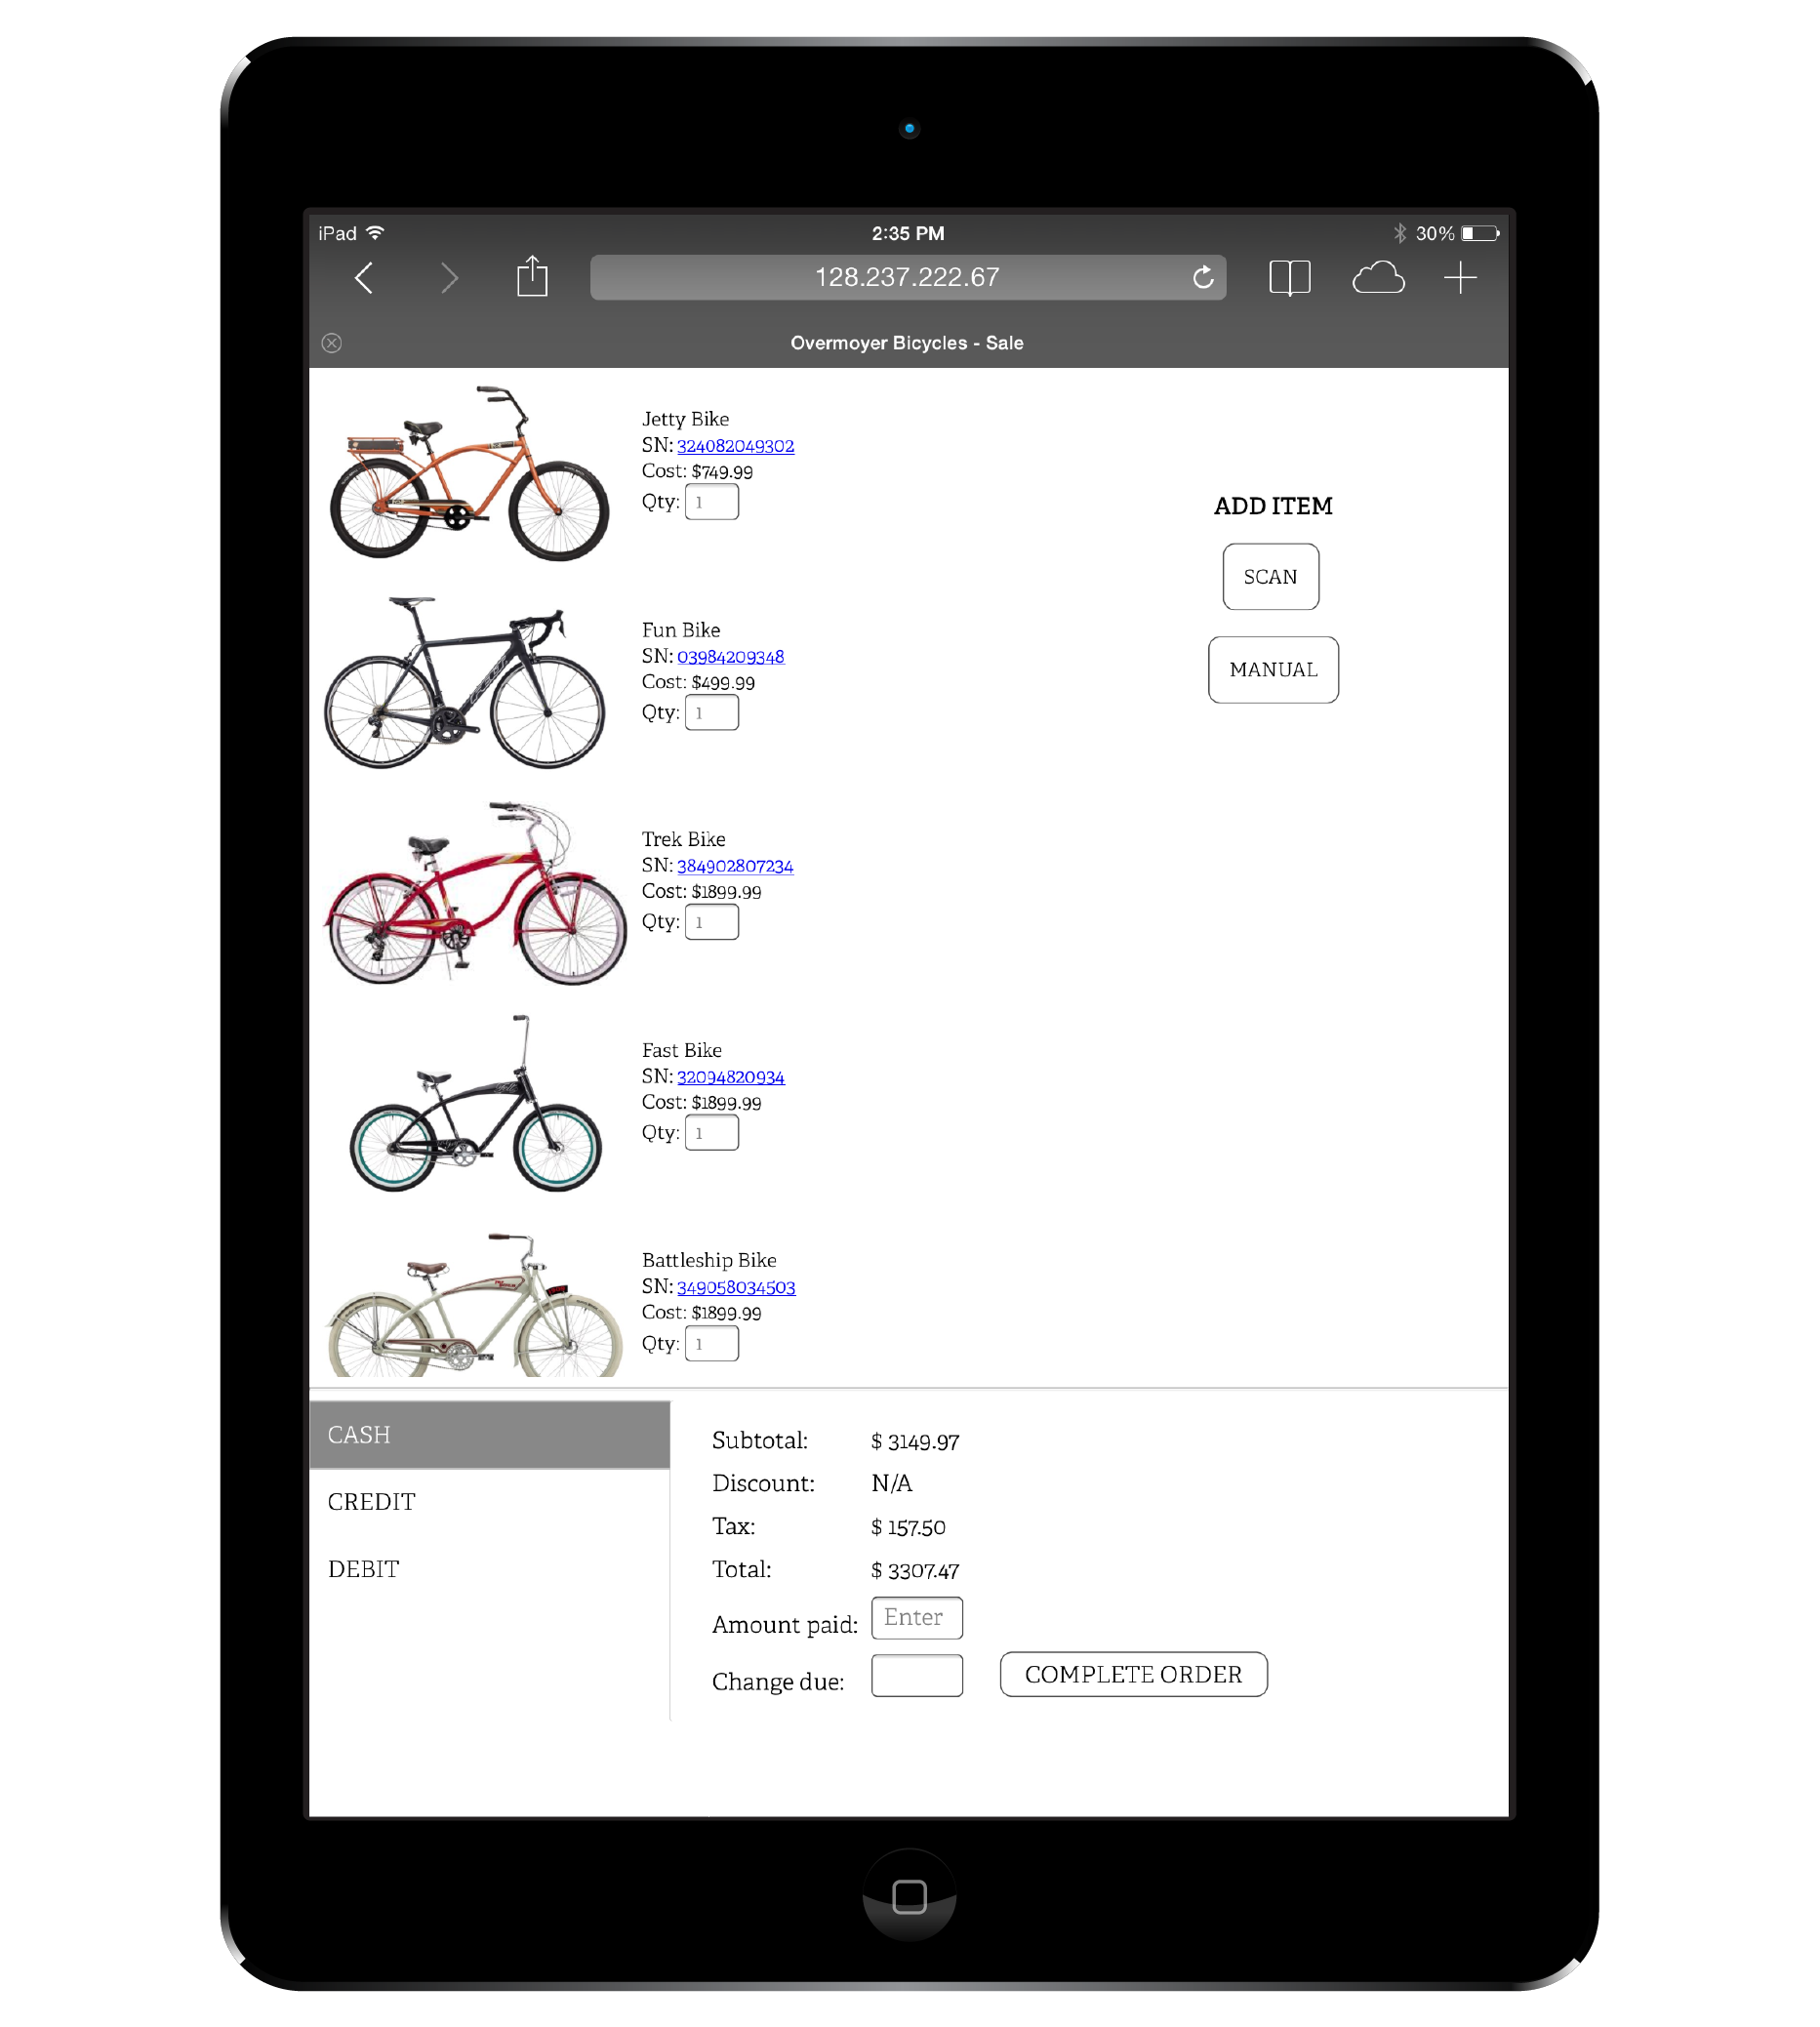 iPad
2:35 PM
30%
128.237.222.67
Overmoyer Bicycles - Sale
Jetty Bike
SN: 324082049302
Cost: $749.99
Qty: 1
ADD ITEM
SCAN
MANUAL
Fun Bike
SN: 03984209348
Cost: $499.99
Qty: 1
Trek Bike
SN: 384902807234
Cost: $1899.99
Qty: 1
Fast Bike
SN: 32094820934
Cost: $1899.99
Qty: 1
Battleship Bike
SN: 349058034503
Cost: $1899.99
Qty: 1
CASH
CREDIT
DEBIT
Subtotal: $ 3149.97
Discount: N/A
Tax: $ 157.50
Total: $ 3307.47
Amount paid: Enter
Change due:
COMPLETE ORDER